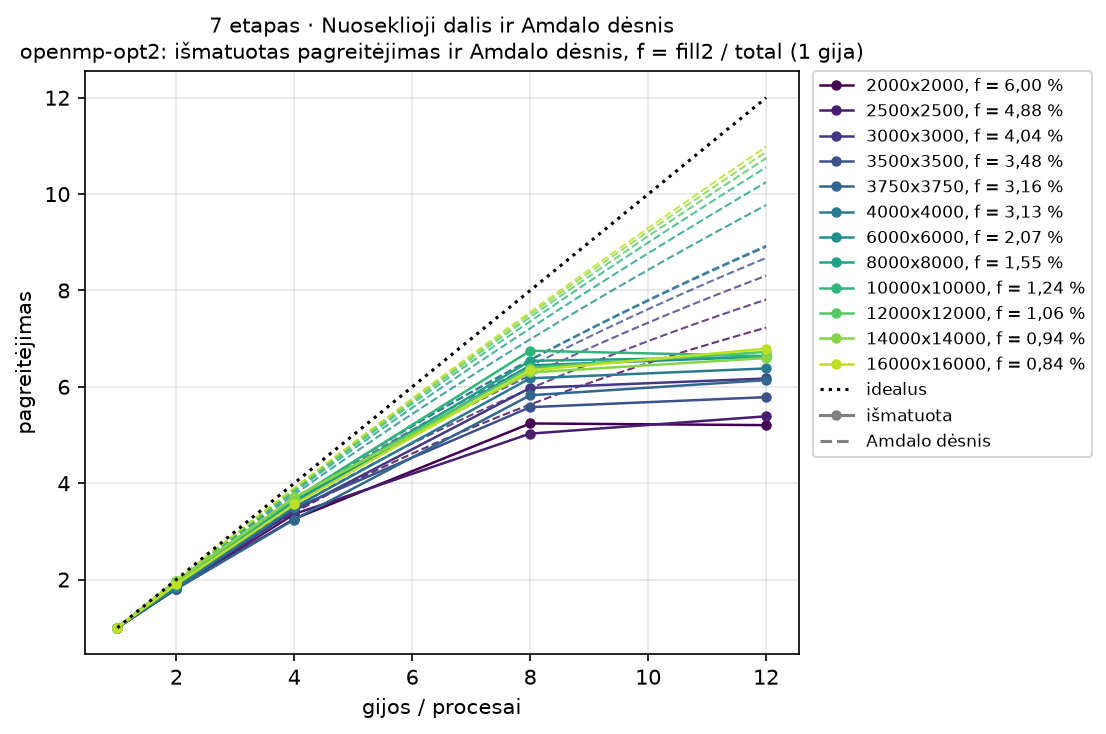 7 etapas · Nuoseklioji dalis ir Amdalo dėsnis
openmp-opt2: išmatuotas pagreitėjimas ir Amdalo dėsnis, f = fill2 / total (1 gija)
pagreitėjimas
12
10
8
6
4
2
2
4
6
8
10
12
gijos / procesai
2000x2000, f = 6,00 %
2500x2500, f = 4,88 %
3000x3000, f = 4,04 %
3500x3500, f = 3,48 %
3750x3750, f = 3,16 %
4000x4000, f = 3,13 %
6000x6000, f = 2,07 %
8000x8000, f = 1,55 %
10000x10000, f = 1,24 %
12000x12000, f = 1,06 %
14000x14000, f = 0,94 %
16000x16000, f = 0,84 %
idealus
išmatuota
Amdalo dėsnis